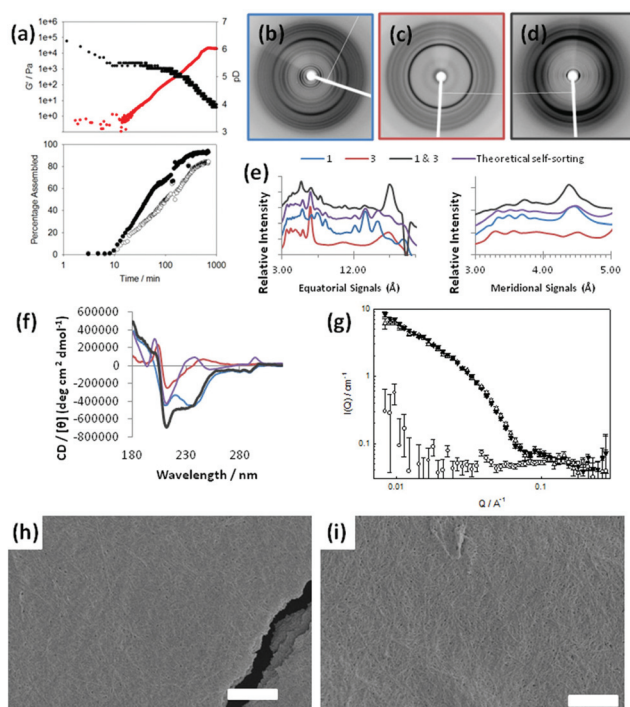 (a)
1e+6
1e+5
1e+4
1e+3
1e+2
1e+1
1e+0
G' / Pa
7
6
5
4
3
pD
100
80
60
40
20
0
Percentage Assembled
1 10 100 1000
Time / min
(b)
(c)
(d)
1 3 1 & 3 Theoretical self-sorting
(e)
Relative Intensity
3.00 12.00
Equatorial Signals (Å)
Relative Intensity
3.00 4.00 5.00
Meridional Signals (Å)
(f)
600000
400000
200000
0
-200000
-400000
-600000
-800000
CD / [θ] (deg cm² dmol⁻¹)
180 230 280
Wavelength / nm
(g)
10
1
0.1
I(Q) / cm⁻¹
0.01 0.1
Q / A⁻¹
(h)
(i)